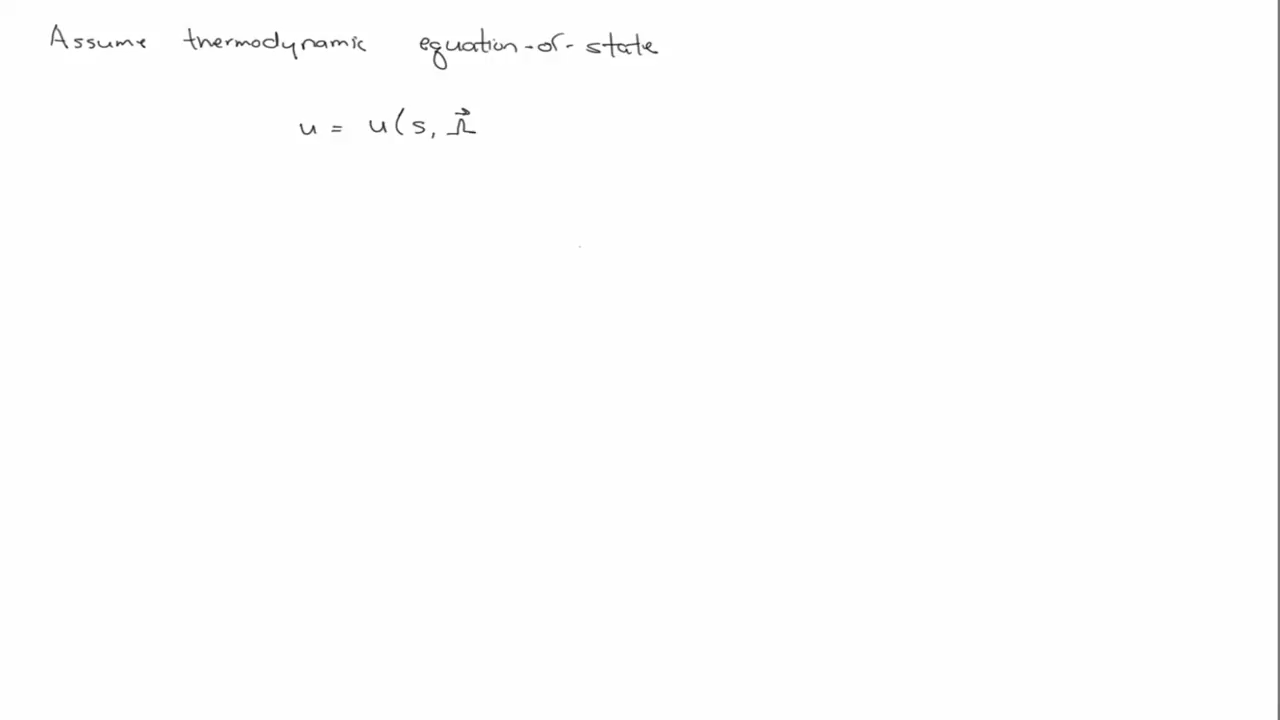 Assume thermodynamic equation-of-state
u = u(s, Ω⃗